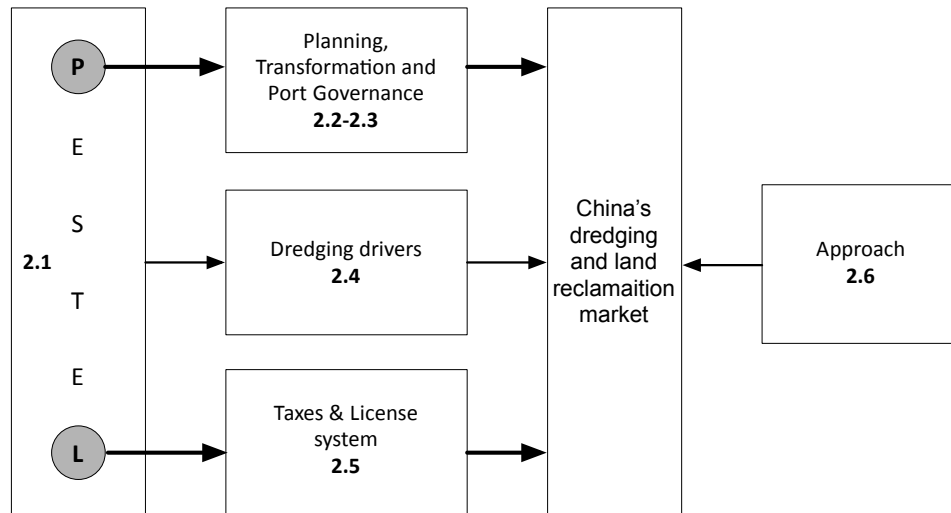 P
E
S
2.1
T
E
L
Planning,
Transformation and
Port Governance
2.2-2.3
Dredging drivers
2.4
Taxes & License
system
2.5
China's
dredging
and land
reclamaition
market
Approach
2.6